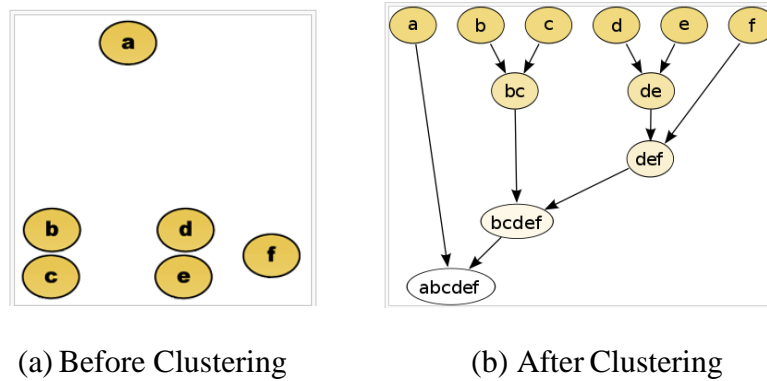 a
b
d
c
e
f
a b c d e f
bc
de
def
bcdef
abcdef
(a) Before Clustering
(b) After Clustering